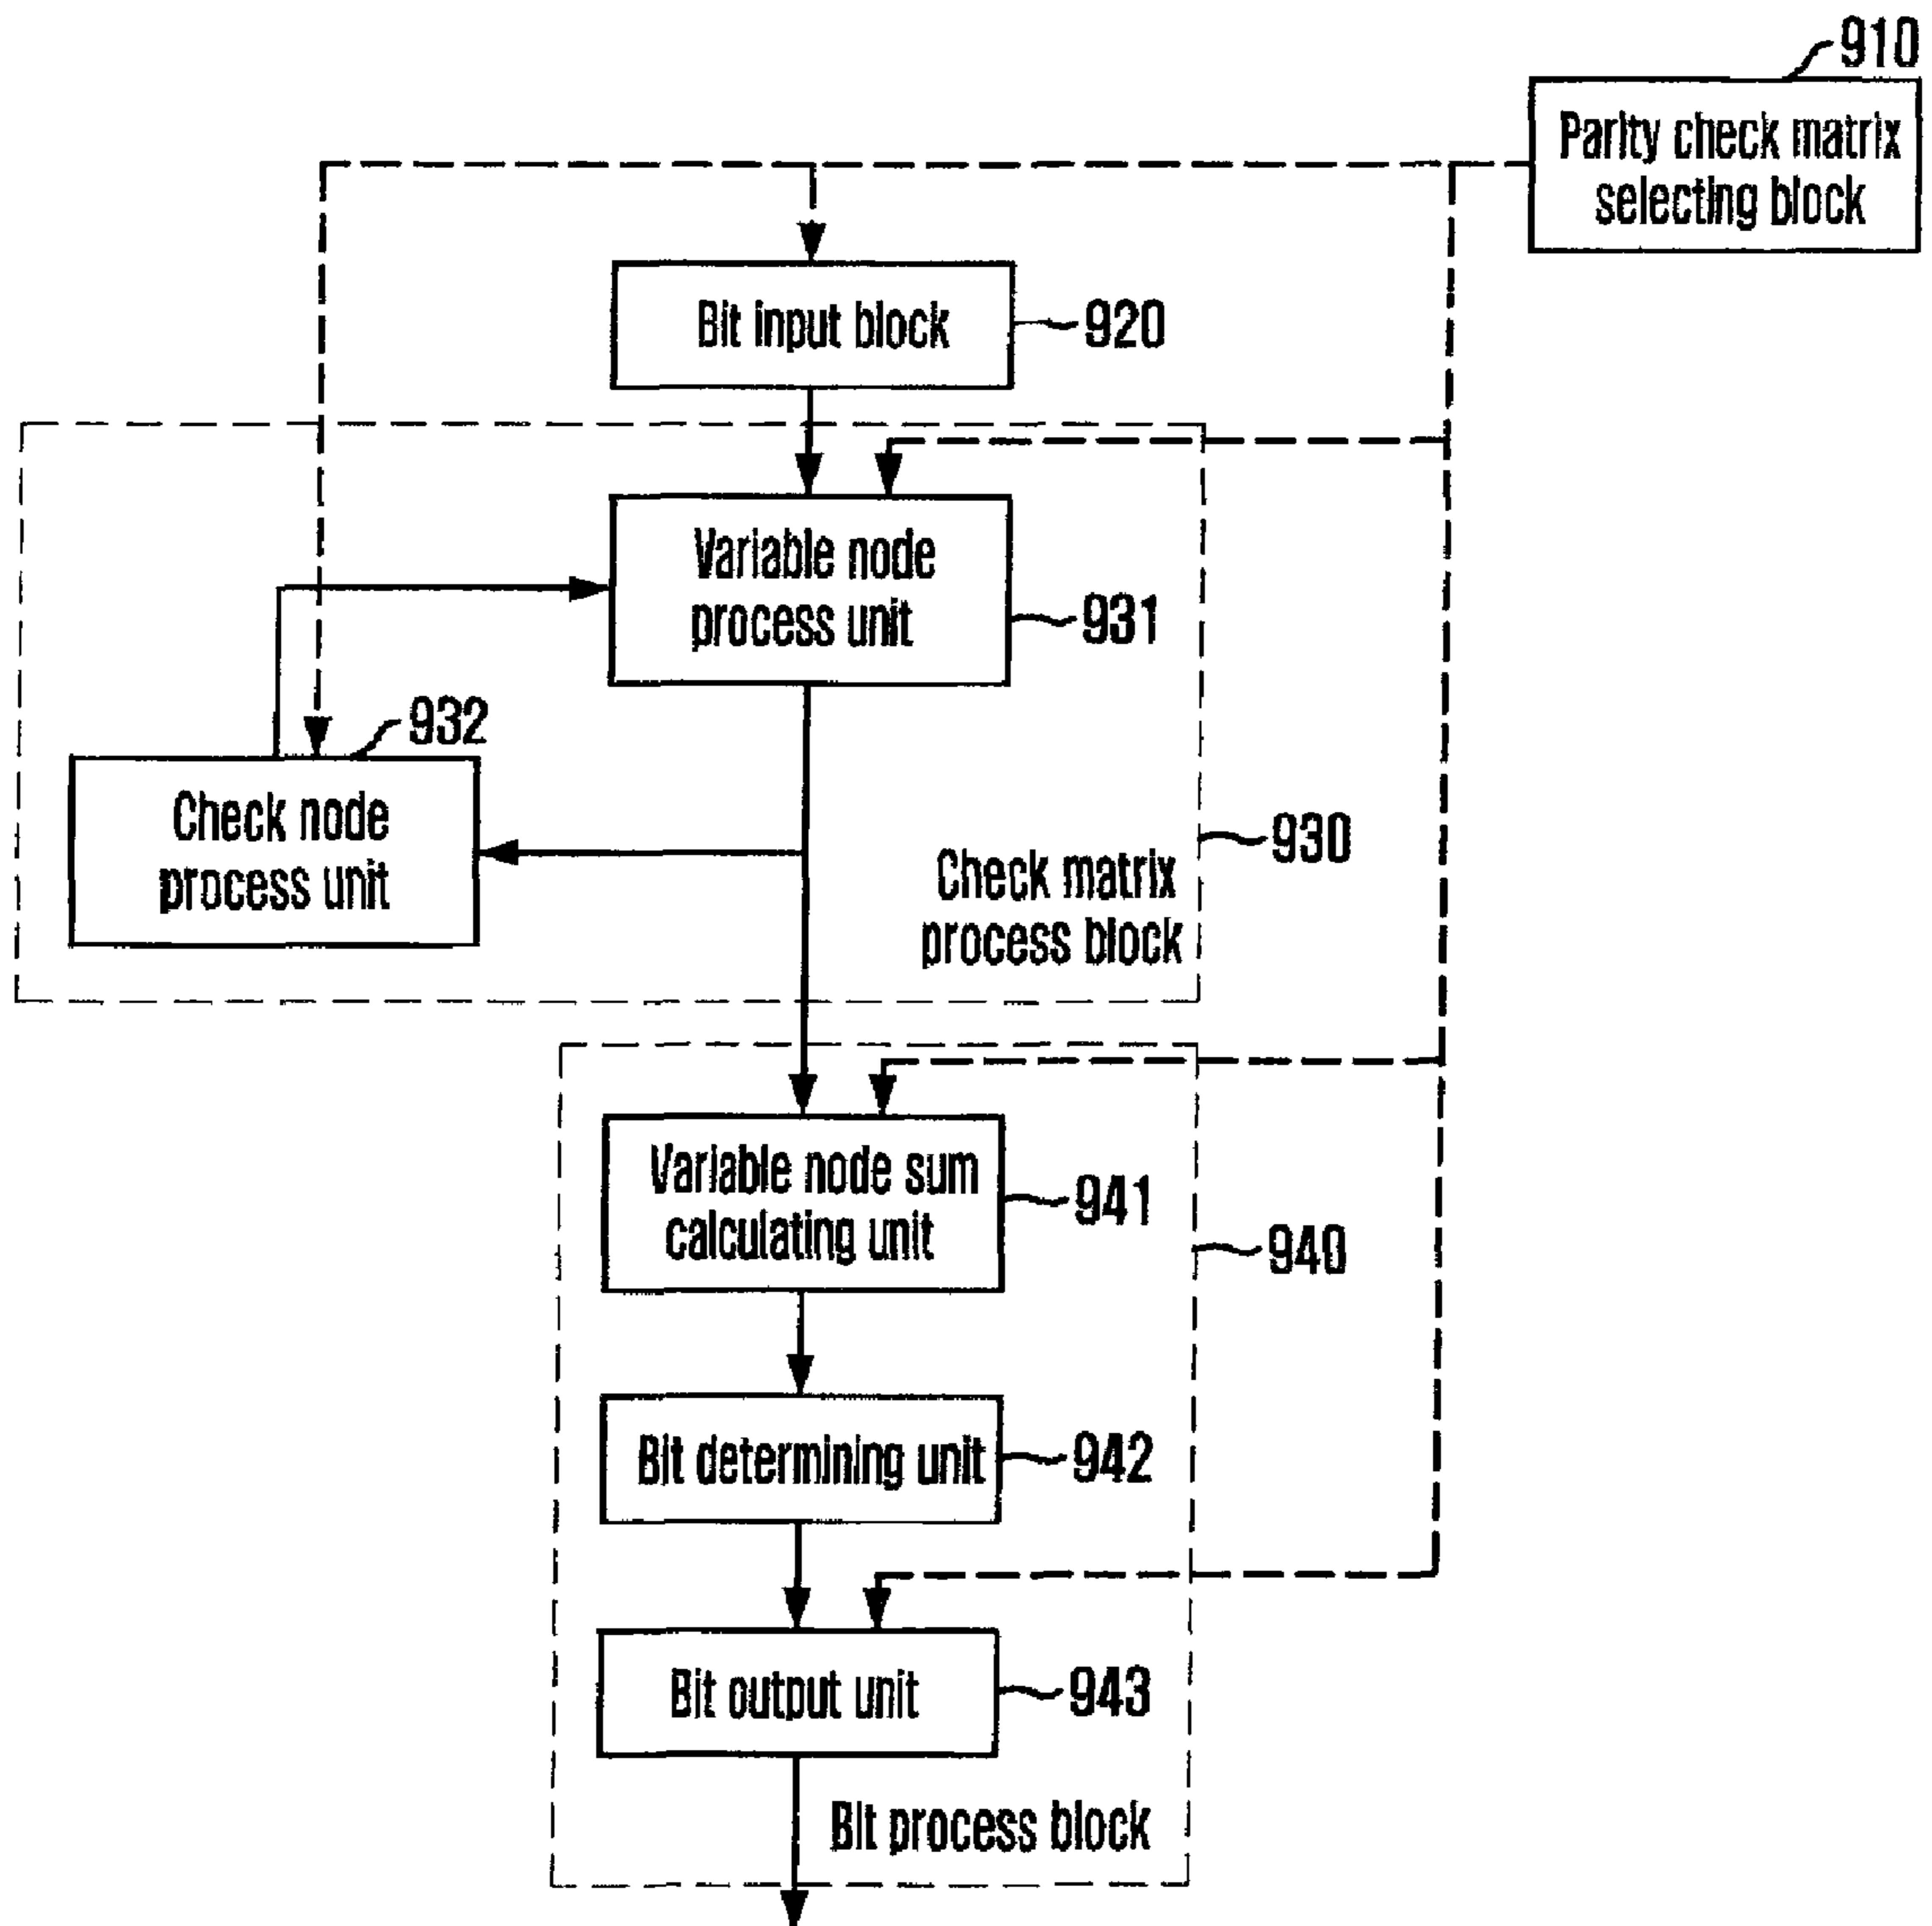 910
Parity check matrix
selecting block
Bit input block
920
Variable node
process unit
931
932
Check node
process unit
930
Check matrix
process block
Variable node sum
calculating unit
941
940
Bit determining unit
942
Bit output unit
943
Bit process block